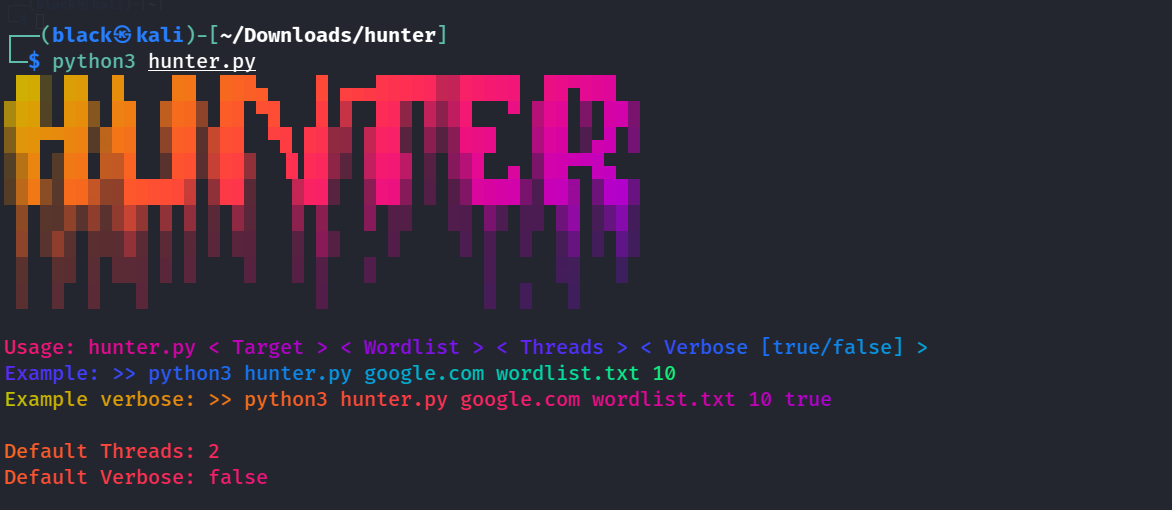 ┌──(black㉿kali)-[~/Downloads/hunter]
└─$ python3 hunter.py
HUNTER
Usage: hunter.py < Target > < Wordlist > < Threads > < Verbose [true/false] >
Example: >> python3 hunter.py google.com wordlist.txt 10
Example verbose: >> python3 hunter.py google.com wordlist.txt 10 true
Default Threads: 2
Default Verbose: false